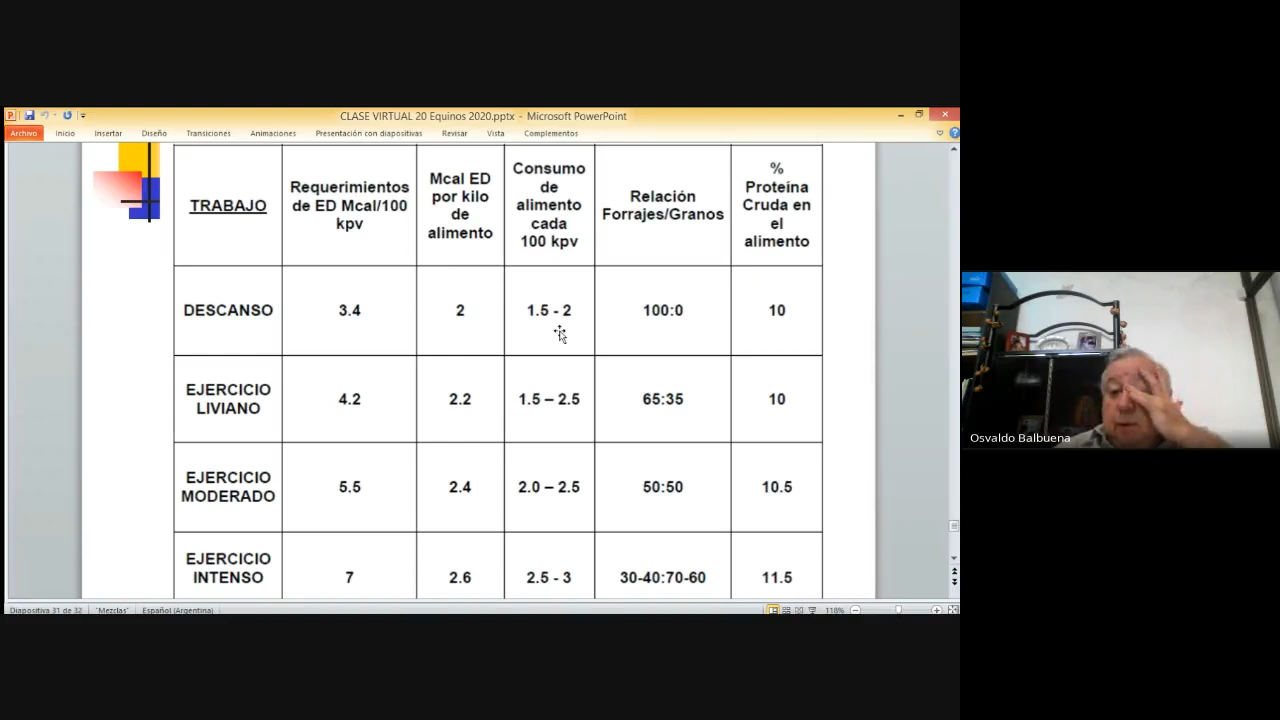 CLASE VIRTUAL 20 Equinos 2020.pptx - Microsoft PowerPoint
Archivo Inicio Insertar Diseño Transiciones Animaciones Presentación con diapositivas Revisar Vista Complementos
TRABAJO
Requerimientos
de ED Mcal/100
kpv
Mcal ED
por kilo
de
alimento
Consumo
de
alimento
cada
100 kpv
Relación
Forrajes/Granos
%
Proteína
Cruda en
el
alimento
DESCANSO
3.4
2
1.5 - 2
100:0
10
EJERCICIO
LIVIANO
4.2
2.2
1.5 – 2.5
65:35
10
EJERCICIO
MODERADO
5.5
2.4
2.0 – 2.5
50:50
10.5
EJERCICIO
INTENSO
7
2.6
2.5 - 3
30-40:70-60
11.5
Osvaldo Balbuena
Diapositiva 31 de 32 "Mezclas" Español (Argentina) 118%